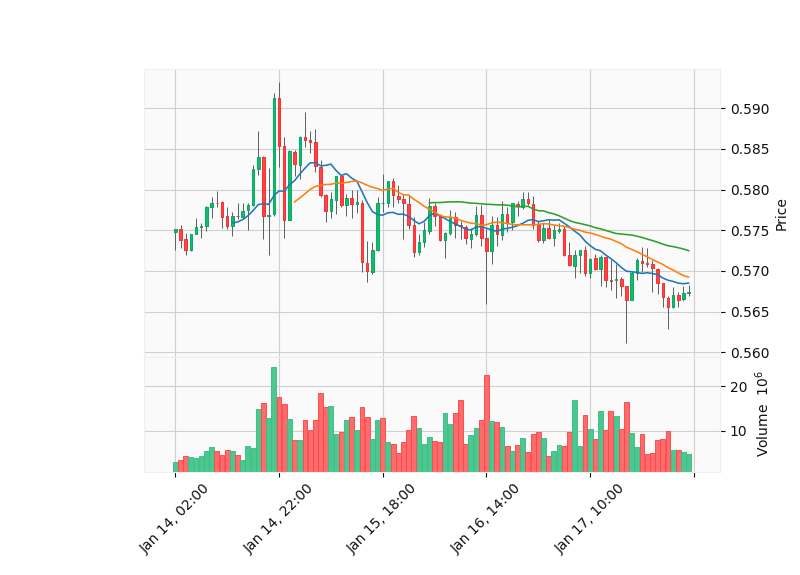 0.590
0.585
0.580
0.575
0.570
0.565
0.560
Price
20
10
Volume 10^6
Jan 14, 02:00
Jan 14, 22:00
Jan 15, 18:00
Jan 16, 14:00
Jan 17, 10:00